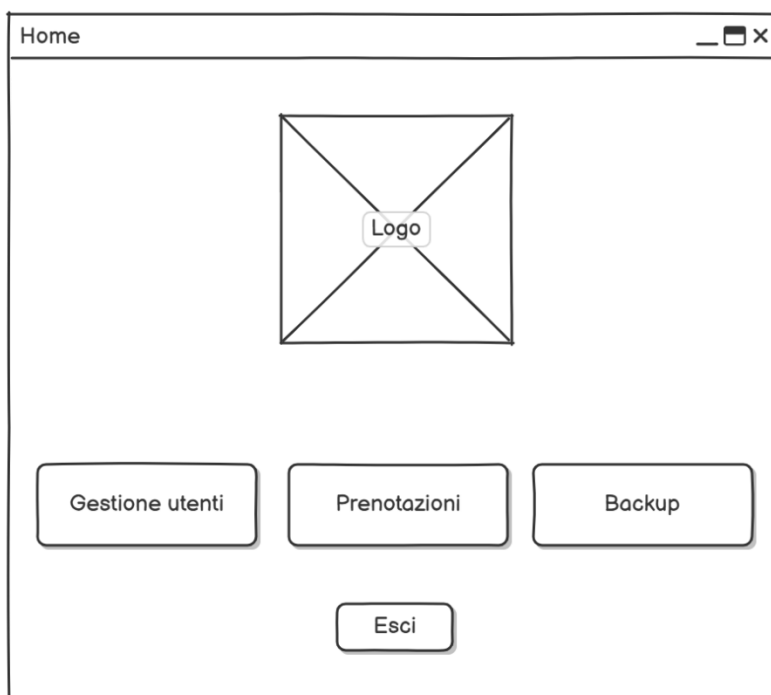 Home
Logo
Gestione utenti
Prenotazioni
Backup
Esci